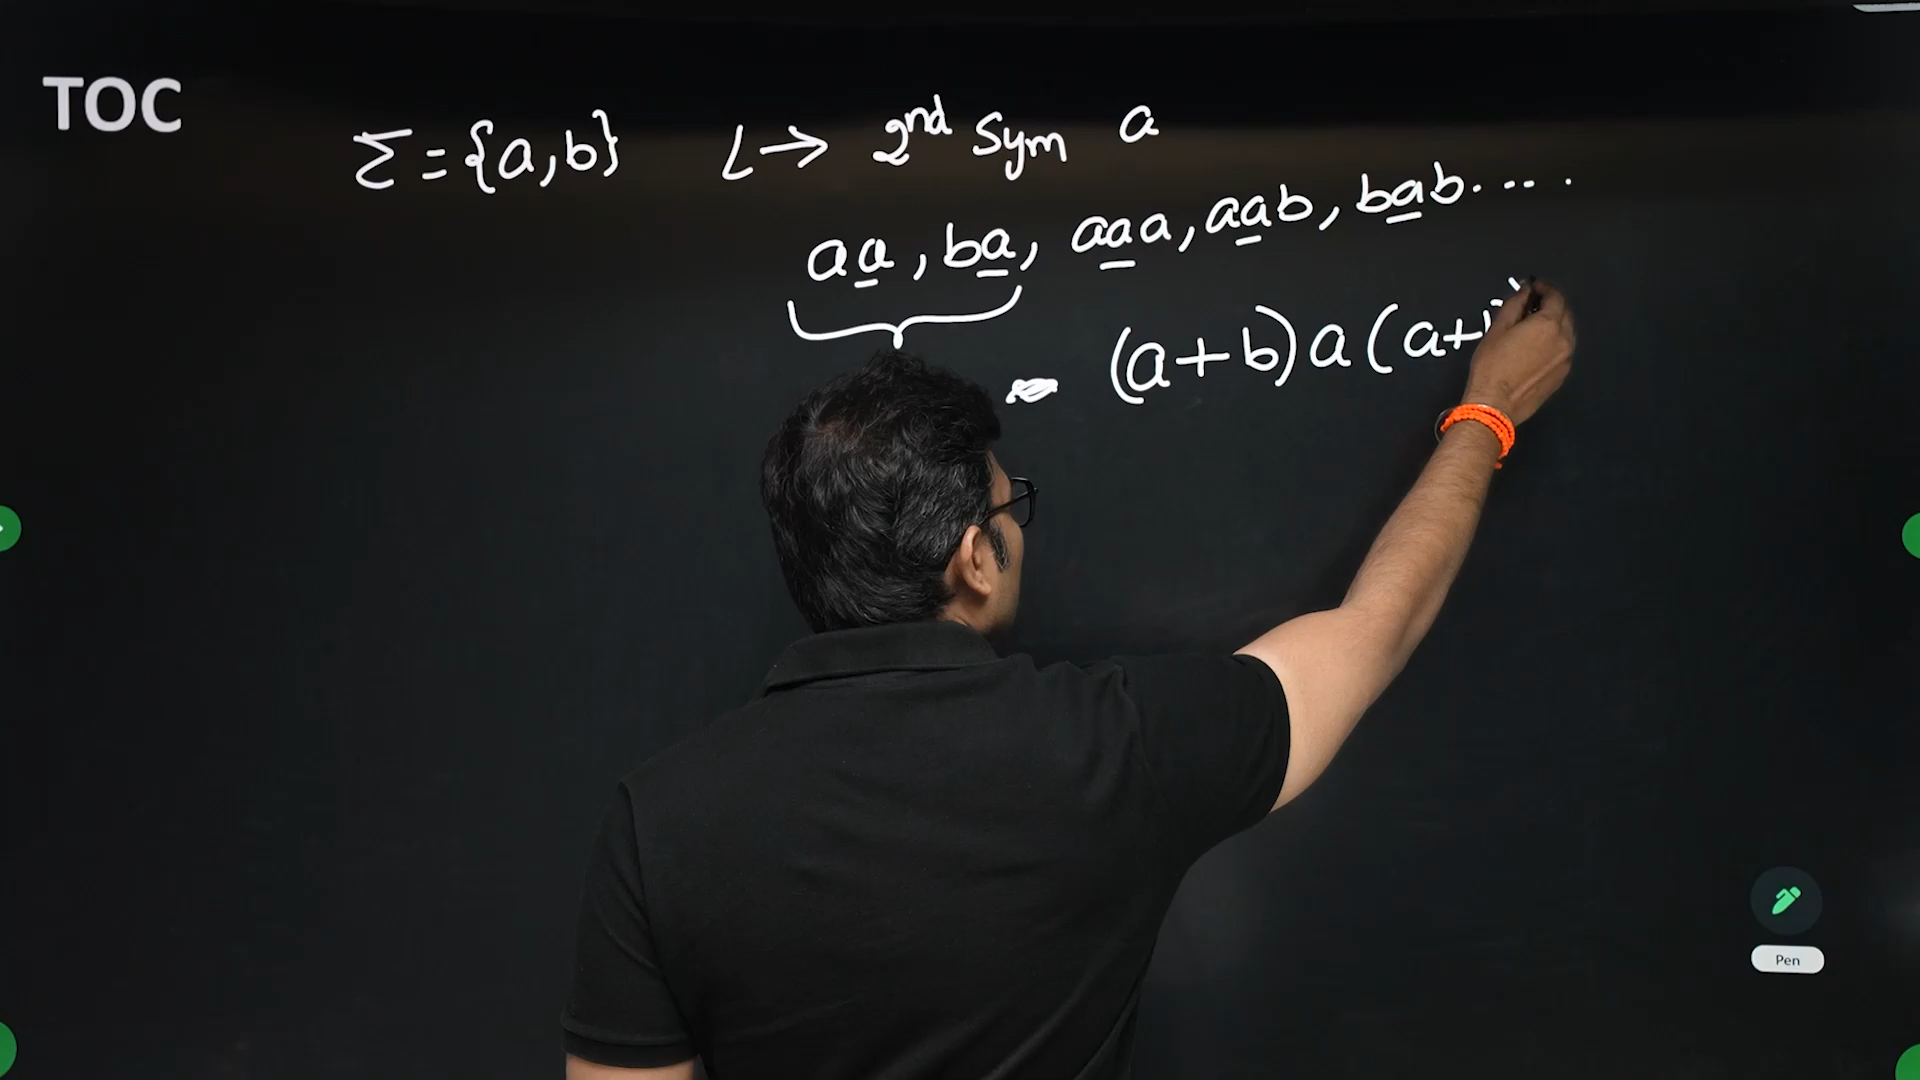 TOC
Σ = {a, b} L → 2nd Sym a
aa, ba, aaa, aab, bab.....
(a + b) a (a+
Pen